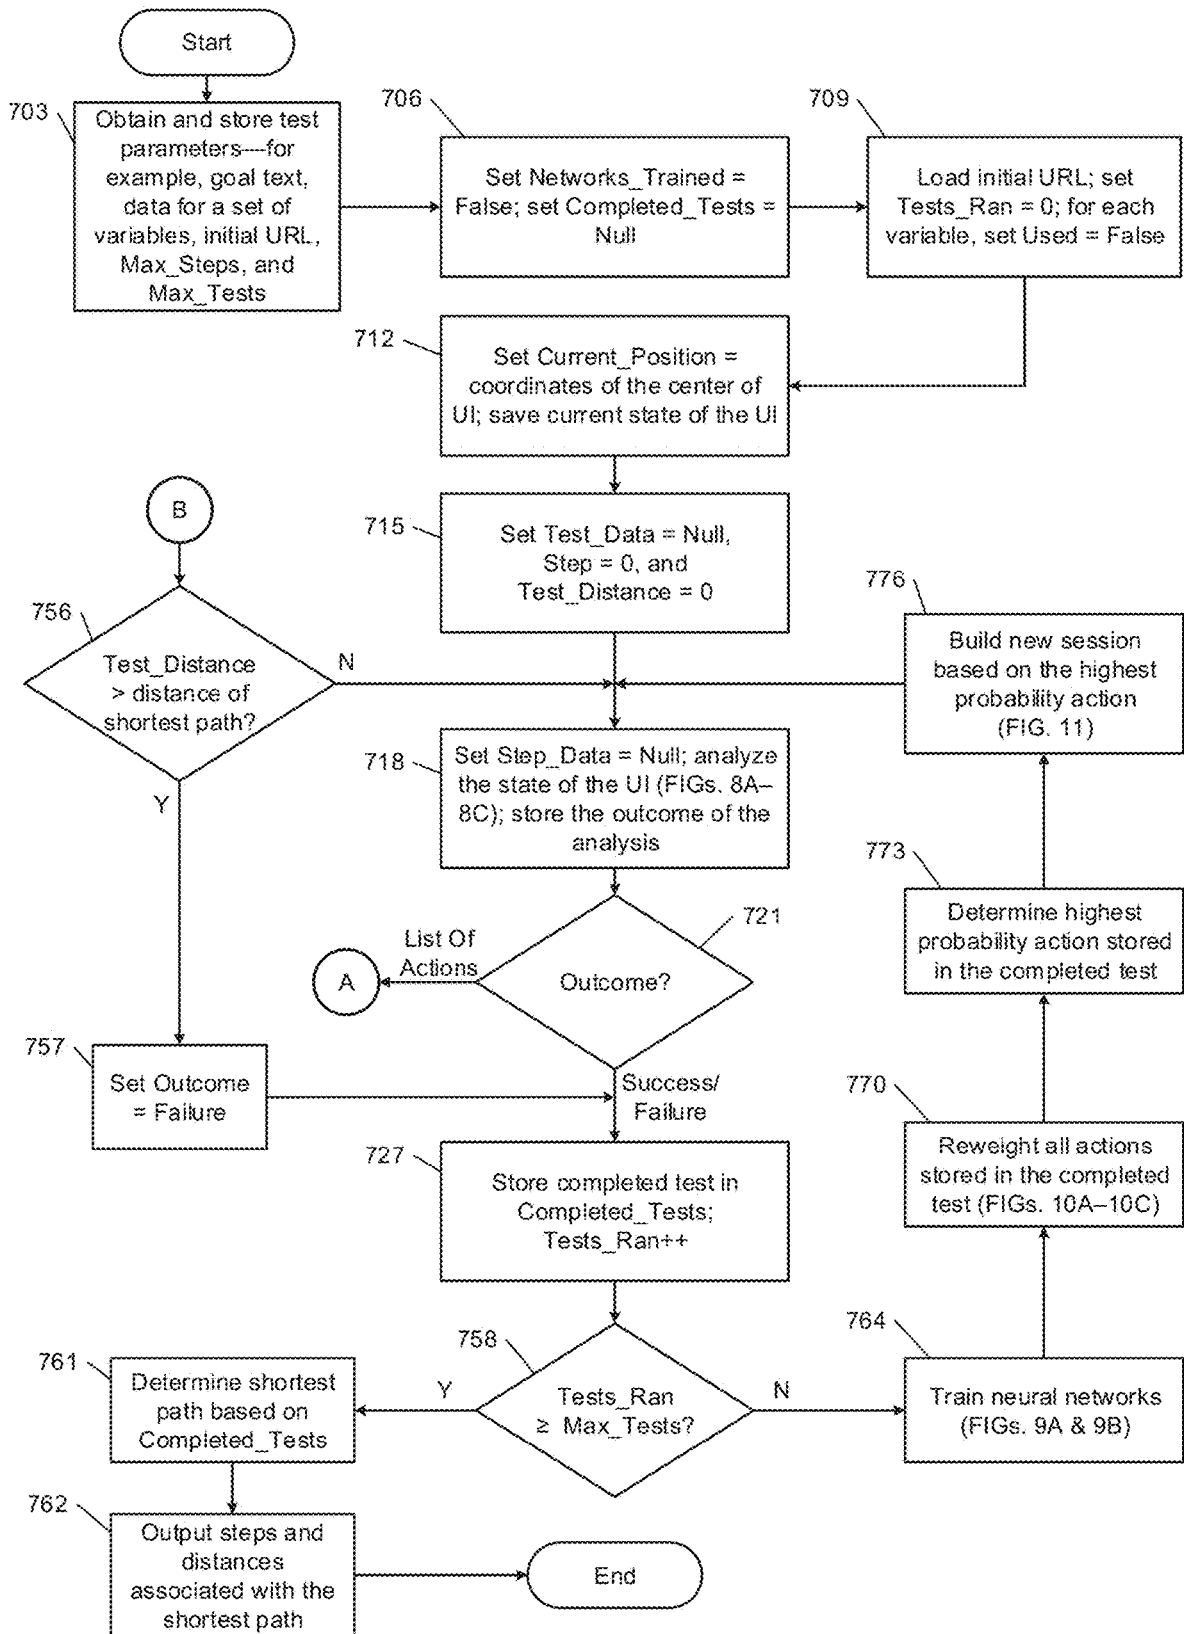 Start
703
Obtain and store test
parameters---for
example, goal text,
data for a set of
variables, initial URL,
Max_Steps, and
Max_Tests
706
Set Networks_Trained =
False; set Completed_Tests =
Null
709
Load initial URL; set
Tests_Ran = 0; for each
variable, set Used = False
712
Set Current_Position =
coordinates of the center of
UI; save current state of the UI
715
Set Test_Data = Null,
Step = 0, and
Test_Distance = 0
B
756
Test_Distance
> distance of
shortest path?
N
Y
776
Build new session
based on the highest
probability action
(FIG. 11)
718
Set Step_Data = Null; analyze
the state of the UI (FIGs. 8A–
8C); store the outcome of the
analysis
773
Determine highest
probability action stored
in the completed test
721
Outcome?
List Of
Actions
A
757
Set Outcome
= Failure
Success/
Failure
770
Reweight all actions
stored in the completed
test (FIGs. 10A–10C)
727
Store completed test in
Completed_Tests;
Tests_Ran++
758
Tests_Ran
≥ Max_Tests?
Y
N
764
Train neural networks
(FIGs. 9A & 9B)
761
Determine shortest
path based on
Completed_Tests
762
Output steps and
distances
associated with the
shortest path
End